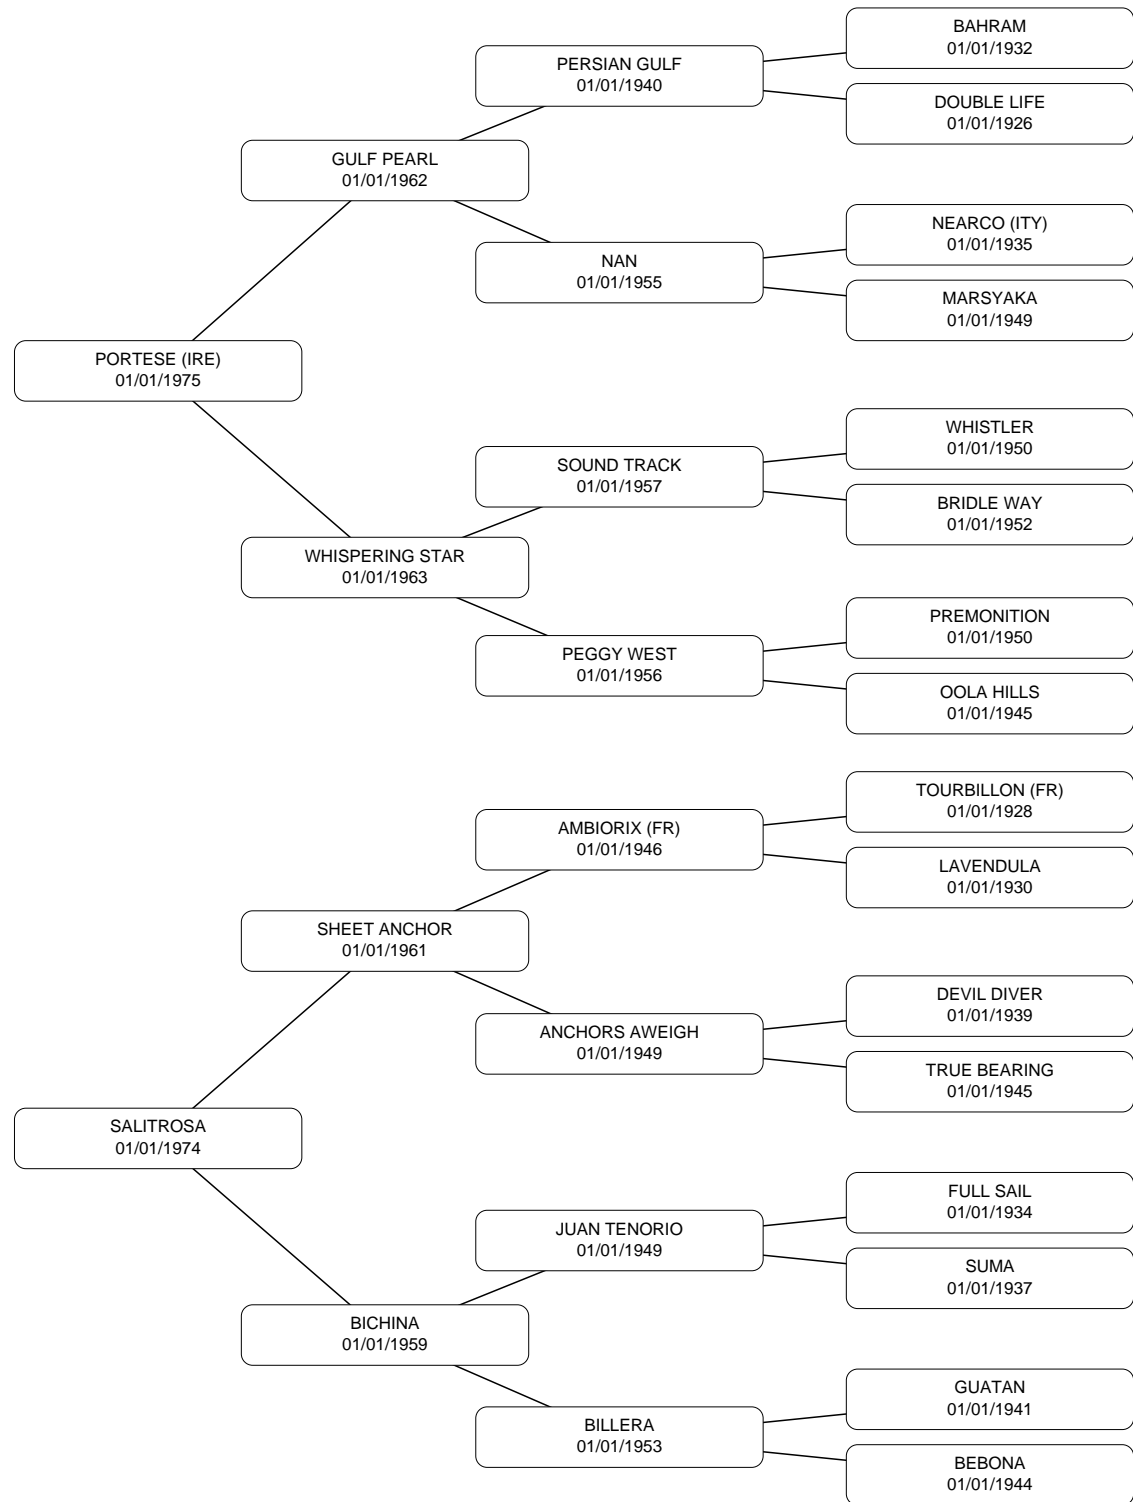 BAHRAM
01/01/1932
PERSIAN GULF
01/01/1940
DOUBLE LIFE
01/01/1926
GULF PEARL
01/01/1962
NEARCO (ITY)
01/01/1935
NAN
01/01/1955
MARSYAKA
01/01/1949
PORTESE (IRE)
01/01/1975
WHISTLER
01/01/1950
SOUND TRACK
01/01/1957
BRIDLE WAY
01/01/1952
WHISPERING STAR
01/01/1963
PREMONITION
01/01/1950
PEGGY WEST
01/01/1956
OOLA HILLS
01/01/1945
TOURBILLON (FR)
01/01/1928
AMBIORIX (FR)
01/01/1946
LAVENDULA
01/01/1930
SHEET ANCHOR
01/01/1961
DEVIL DIVER
01/01/1939
ANCHORS AWEIGH
01/01/1949
TRUE BEARING
01/01/1945
SALITROSA
01/01/1974
FULL SAIL
01/01/1934
JUAN TENORIO
01/01/1949
SUMA
01/01/1937
BICHINA
01/01/1959
GUATAN
01/01/1941
BILLERA
01/01/1953
BEBONA
01/01/1944